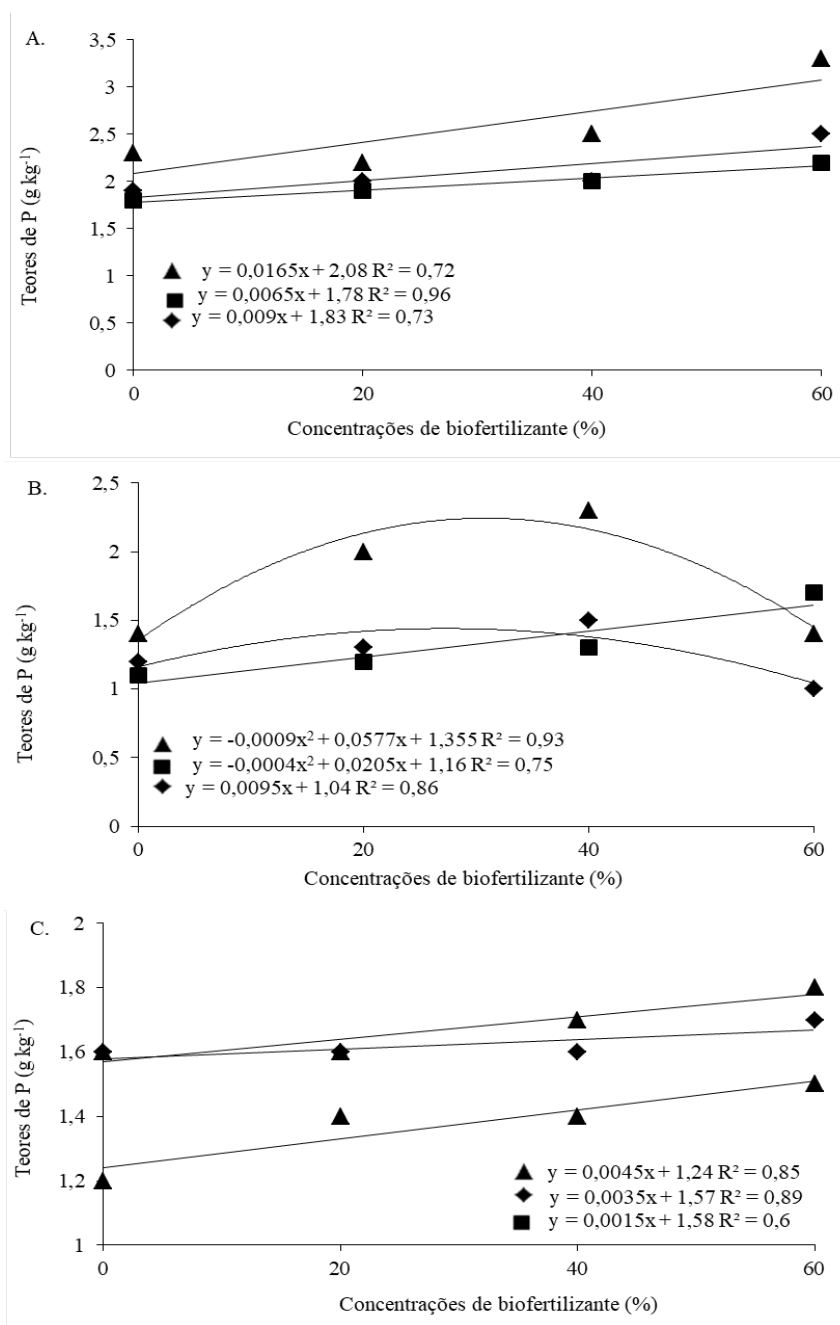 A.
3,5
3
2,5
2
1,5
1
0,5
0
Teores de P (g kg⁻¹)
y = 0,0165x + 2,08 R² = 0,72
y = 0,0065x + 1,78 R² = 0,96
y = 0,009x + 1,83 R² = 0,73
0 20 40 60
Concentrações de biofertilizante (%)
B.
2,5
2
1,5
1
0,5
0
Teores de P (g kg⁻¹)
y = -0,0009x² + 0,0577x + 1,355 R² = 0,93
y = -0,0004x² + 0,0205x + 1,16 R² = 0,75
y = 0,0095x + 1,04 R² = 0,86
0 20 40 60
Concentrações de biofertilizante (%)
C.
2
1,8
1,6
1,4
1,2
1
Teores de P (g kg⁻¹)
y = 0,0045x + 1,24 R² = 0,85
y = 0,0035x + 1,57 R² = 0,89
y = 0,0015x + 1,58 R² = 0,6
0 20 40 60
Concentrações de biofertilizante (%)